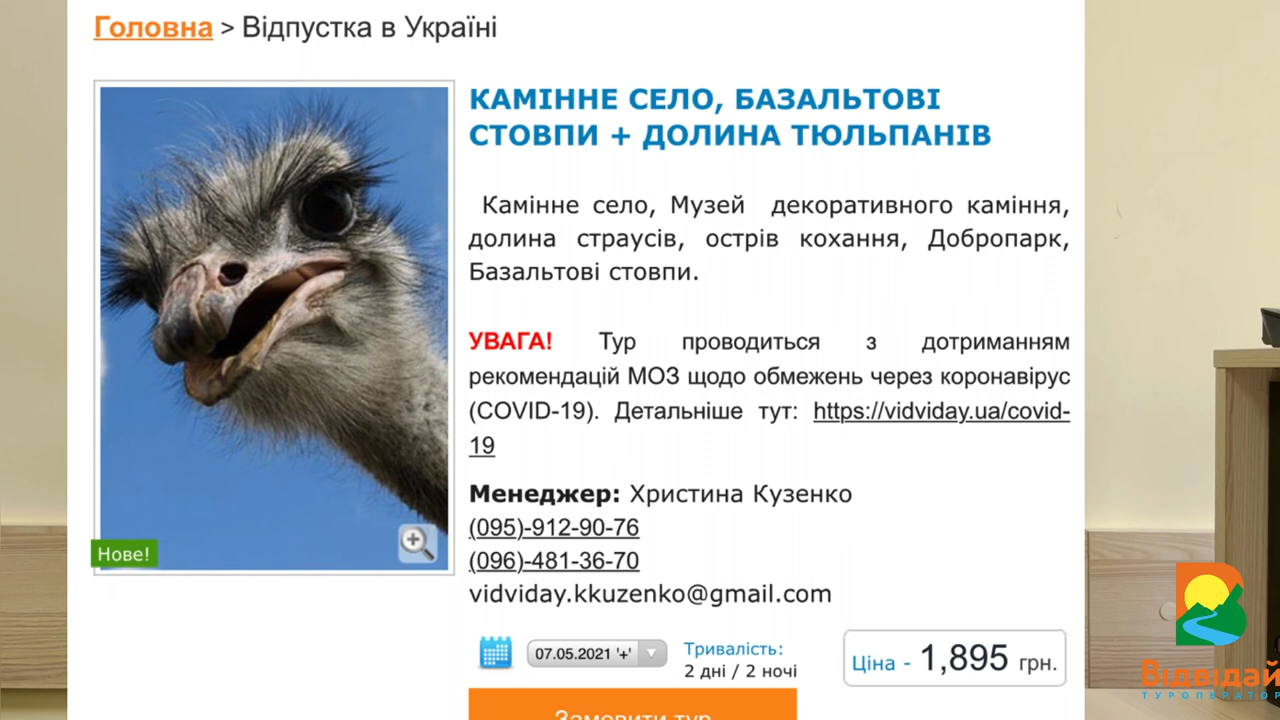 Головна > Відпустка в Україні
КАМІННЕ СЕЛО, БАЗАЛЬТОВІ
СТОВПИ + ДОЛИНА ТЮЛЬПАНІВ
Камінне село, Музей декоративного каміння,
долина страусів, острів кохання, Добропарк,
Базальтові стовпи.
УВАГА! Тур проводиться з дотриманням
рекомендацій МОЗ щодо обмежень через коронавірус
(COVID-19). Детальніше тут: https://vidviday.ua/covid-
19
Менеджер: Христина Кузенко
(095)-912-90-76
(096)-481-36-70
vidviday.kkuzenko@gmail.com
Нове!
07.05.2021 '+'
Тривалість:
2 дні / 2 ночі
Ціна - 1,895 грн.
Замовити тур
Відвідай
ТУРОПЕРАТОР